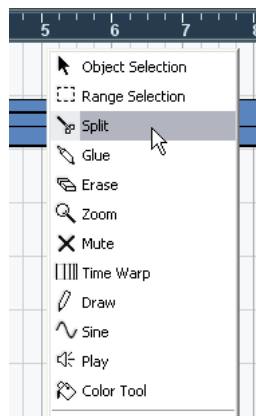 5 6 7 8
Object Selection
Range Selection
Split
Glue
Erase
Zoom
Mute
Time Warp
Draw
Sine
Play
Color Tool